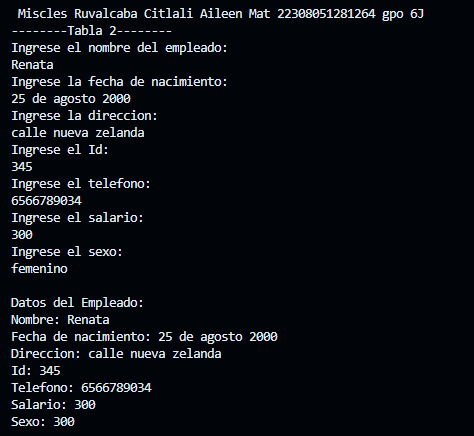 Miscles Ruvalcaba Citlali Aileen Mat 22308051281264 gpo 6J
--------Tabla 2--------
Ingrese el nombre del empleado:
Renata
Ingrese la fecha de nacimiento:
25 de agosto 2000
Ingrese la direccion:
calle nueva zelanda
Ingrese el Id:
345
Ingrese el telefono:
6566789034
Ingrese el salario:
300
Ingrese el sexo:
femenino
Datos del Empleado:
Nombre: Renata
Fecha de nacimiento: 25 de agosto 2000
Direccion: calle nueva zelanda
Id: 345
Telefono: 6566789034
Salario: 300
Sexo: 300